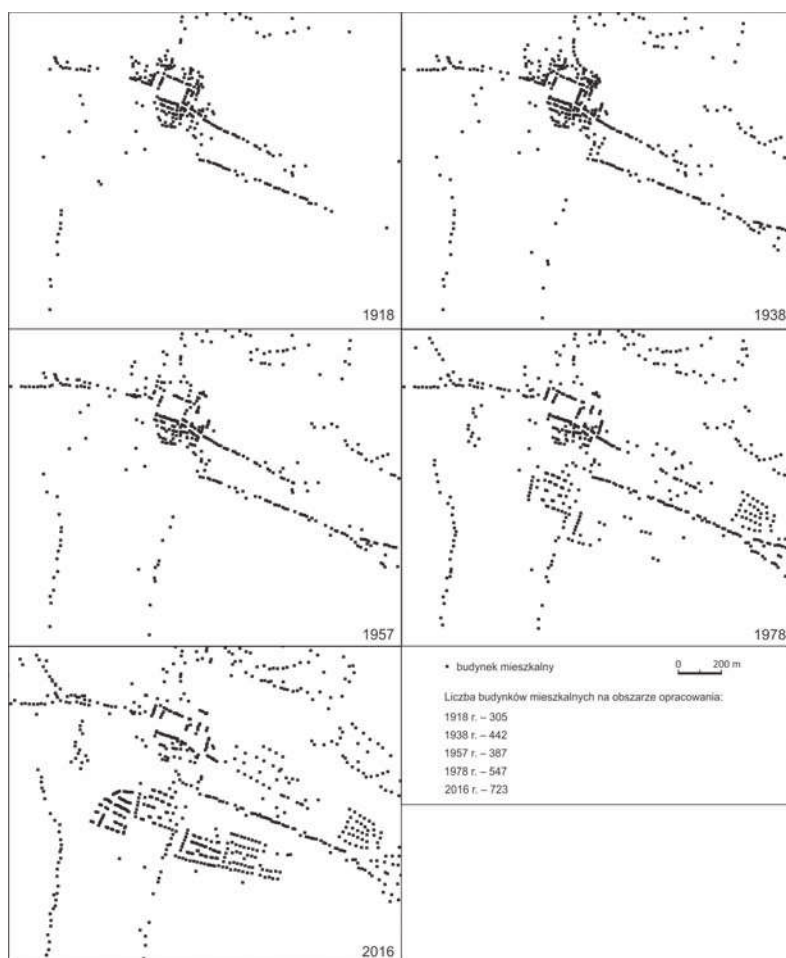 1918
1938
1957
1978
budynek mieszkalny
0 200 m
Liczba budynków mieszkalnych na obszarze opracowania:
1918 r. – 305
1938 r. – 442
1957 r. – 387
1978 r. – 547
2016 r. – 723
2016